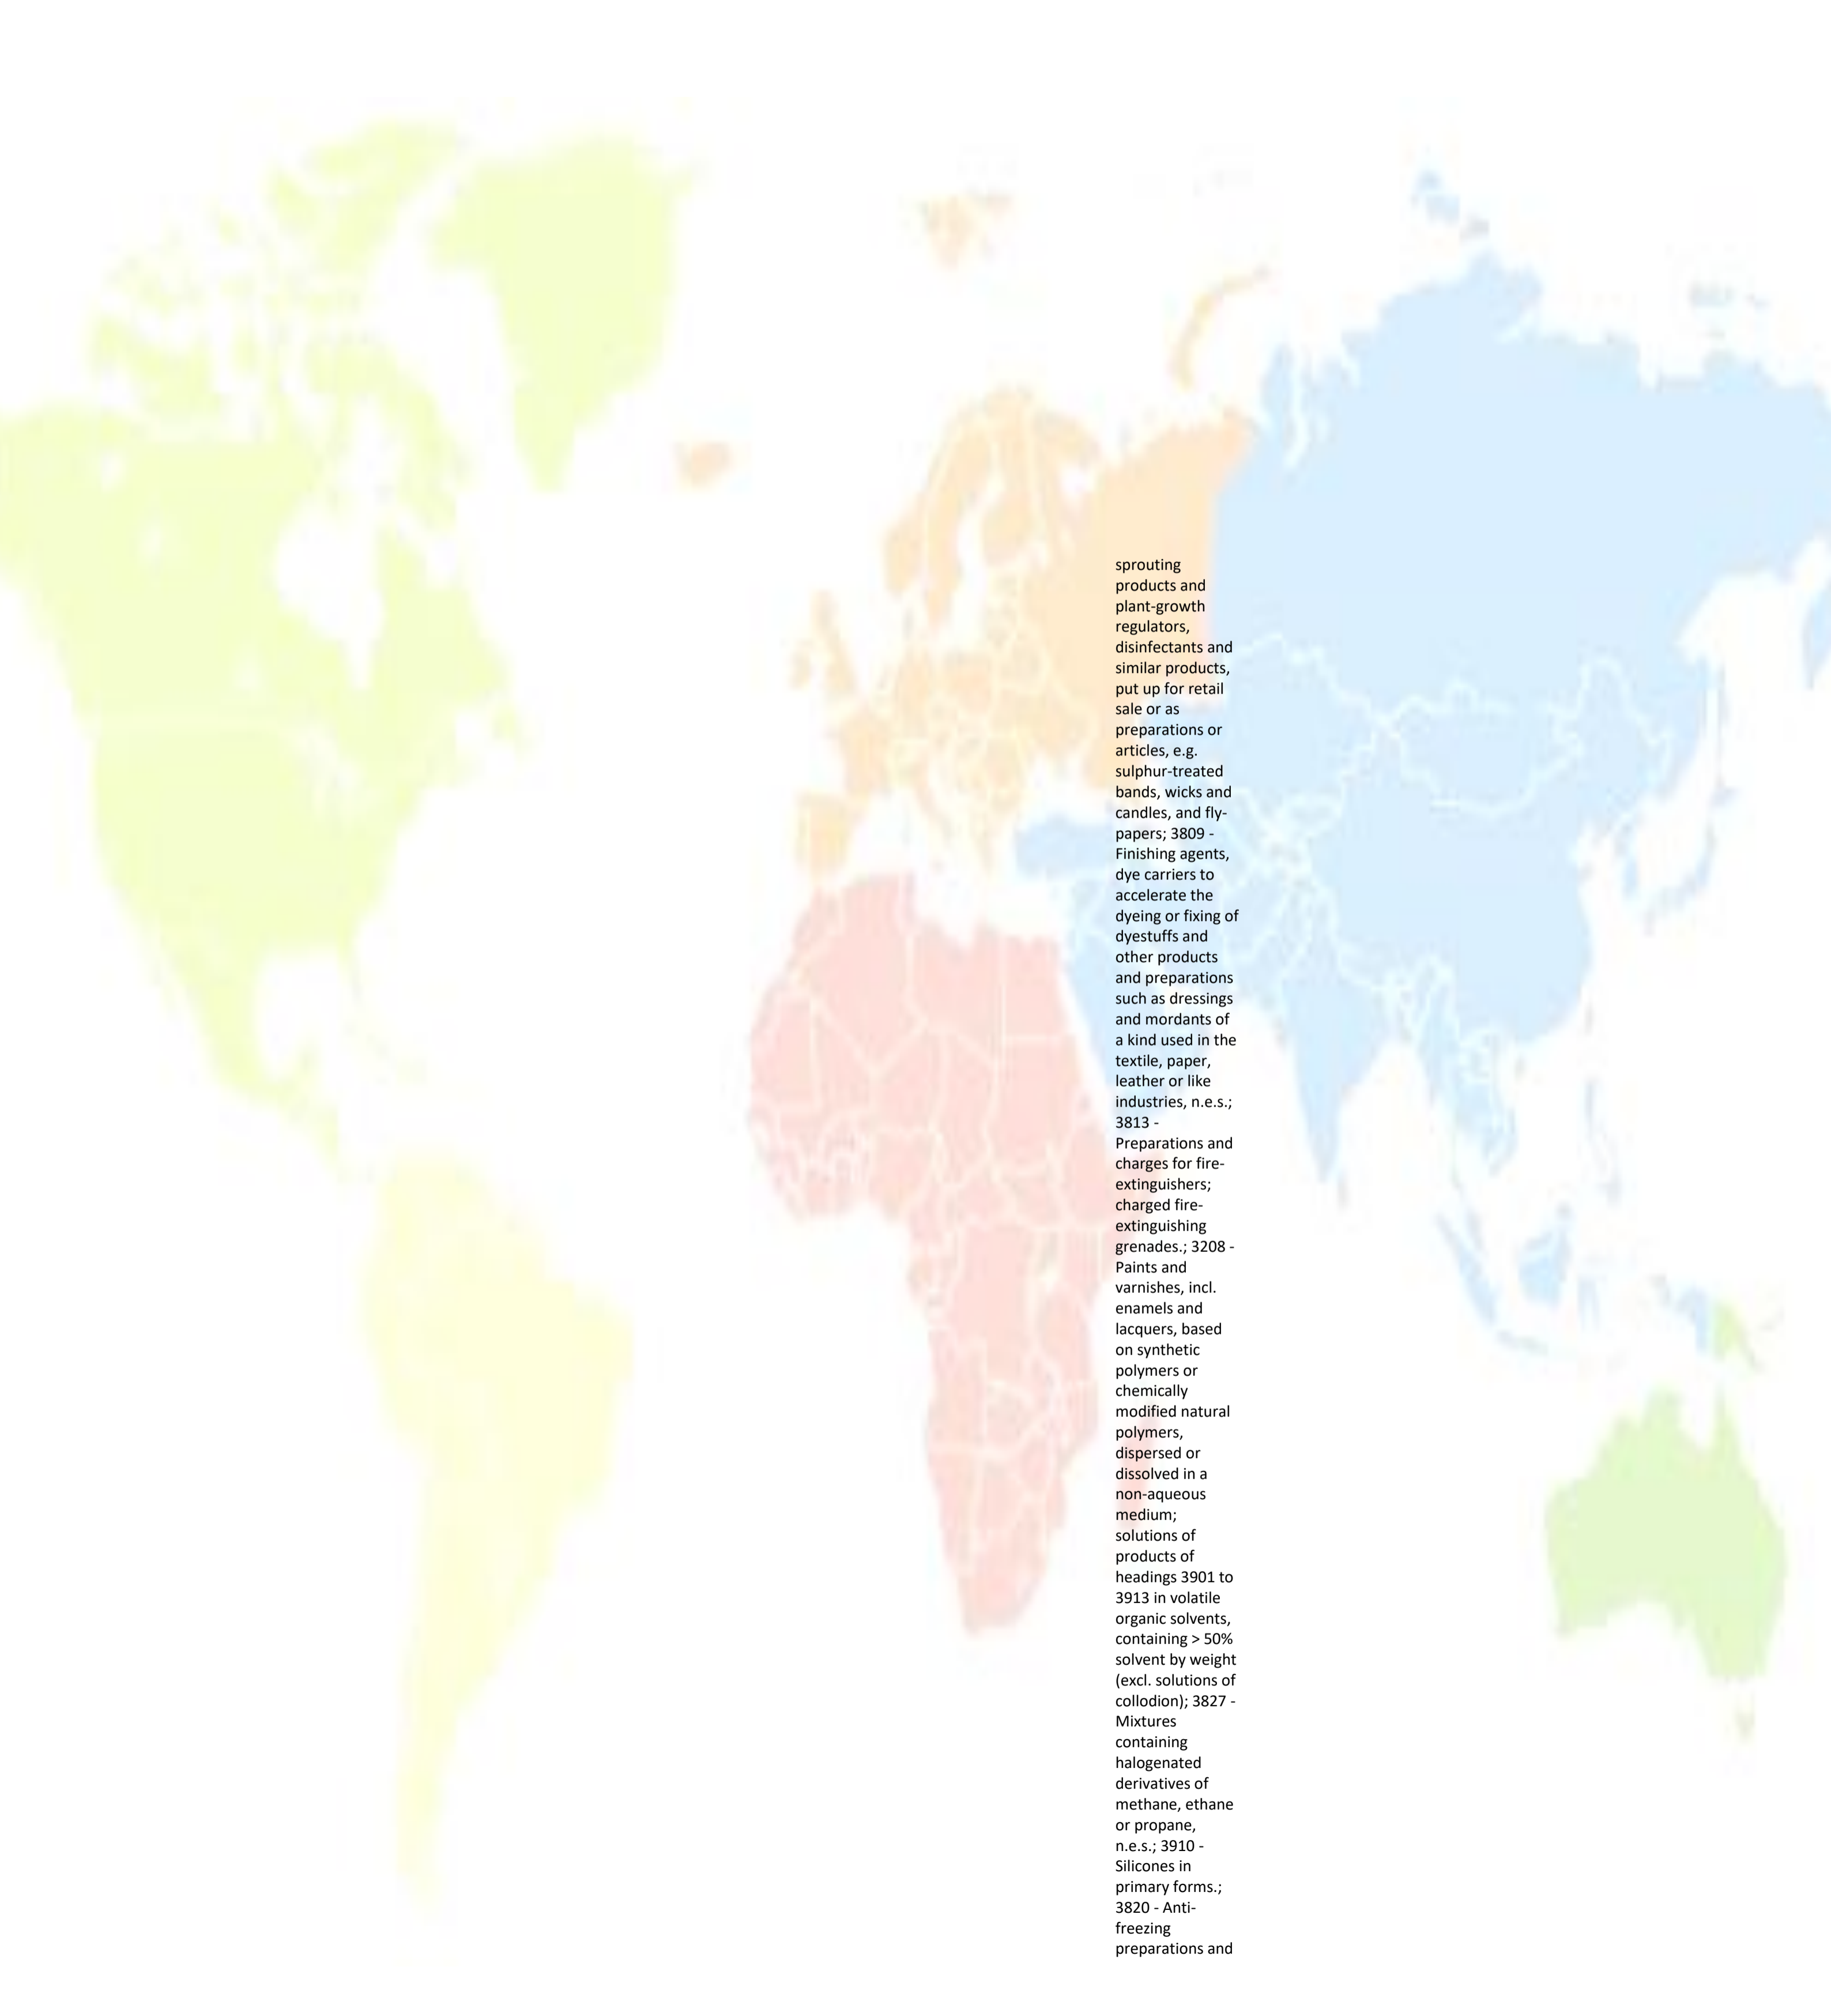 sprouting
products and
plant-growth
regulators,
disinfectants and
similar products,
put up for retail
sale or as
preparations or
articles, e.g.
sulphur-treated
bands, wicks and
candles, and fly-
papers; 3809 -
Finishing agents,
dye carriers to
accelerate the
dyeing or fixing of
dyestuffs and
other products
and preparations
such as dressings
and mordants of
a kind used in the
textile, paper,
leather or like
industries, n.e.s.;
3813 -
Preparations and
charges for fire-
extinguishers;
charged fire-
extinguishing
grenades.; 3208 -
Paints and
varnishes, incl.
enamels and
lacquers, based
on synthetic
polymers or
chemically
modified natural
polymers,
dispersed or
dissolved in a
non-aqueous
medium;
solutions of
products of
headings 3901 to
3913 in volatile
organic solvents,
containing > 50%
solvent by weight
(excl. solutions of
collodion); 3827 -
Mixtures
containing
halogenated
derivatives of
methane, ethane
or propane,
n.e.s.; 3910 -
Silicones in
primary forms.;
3820 - Anti-
freezing
preparations and